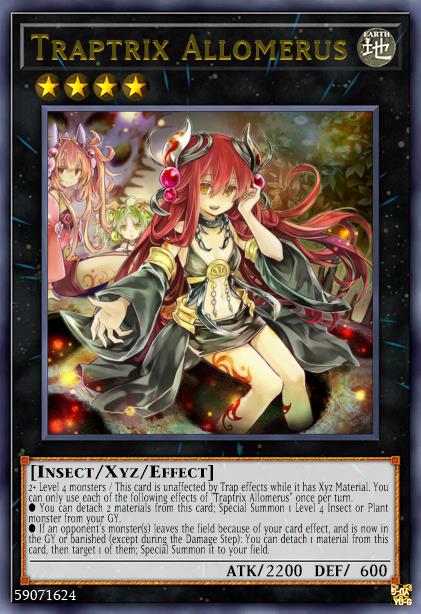 Traptrix Allomerus
EARTH
地
[Insect/Xyz/Effect]
2+ Level 4 monsters / This card is unaffected by Trap effects while it has Xyz Material. You
can only use each of the following effects of "Traptrix Allomerus" once per turn.
● You can detach 2 materials from this card; Special Summon 1 Level 4 Insect or Plant
monster from your GY.
● If an opponent's monster(s) leaves the field because of your card effect, and is now in
the GY or banished (except during the Damage Step): You can detach 1 material from
this card, then target 1 of them; Special Summon it to your field.
ATK/2200 DEF/ 600
59071624